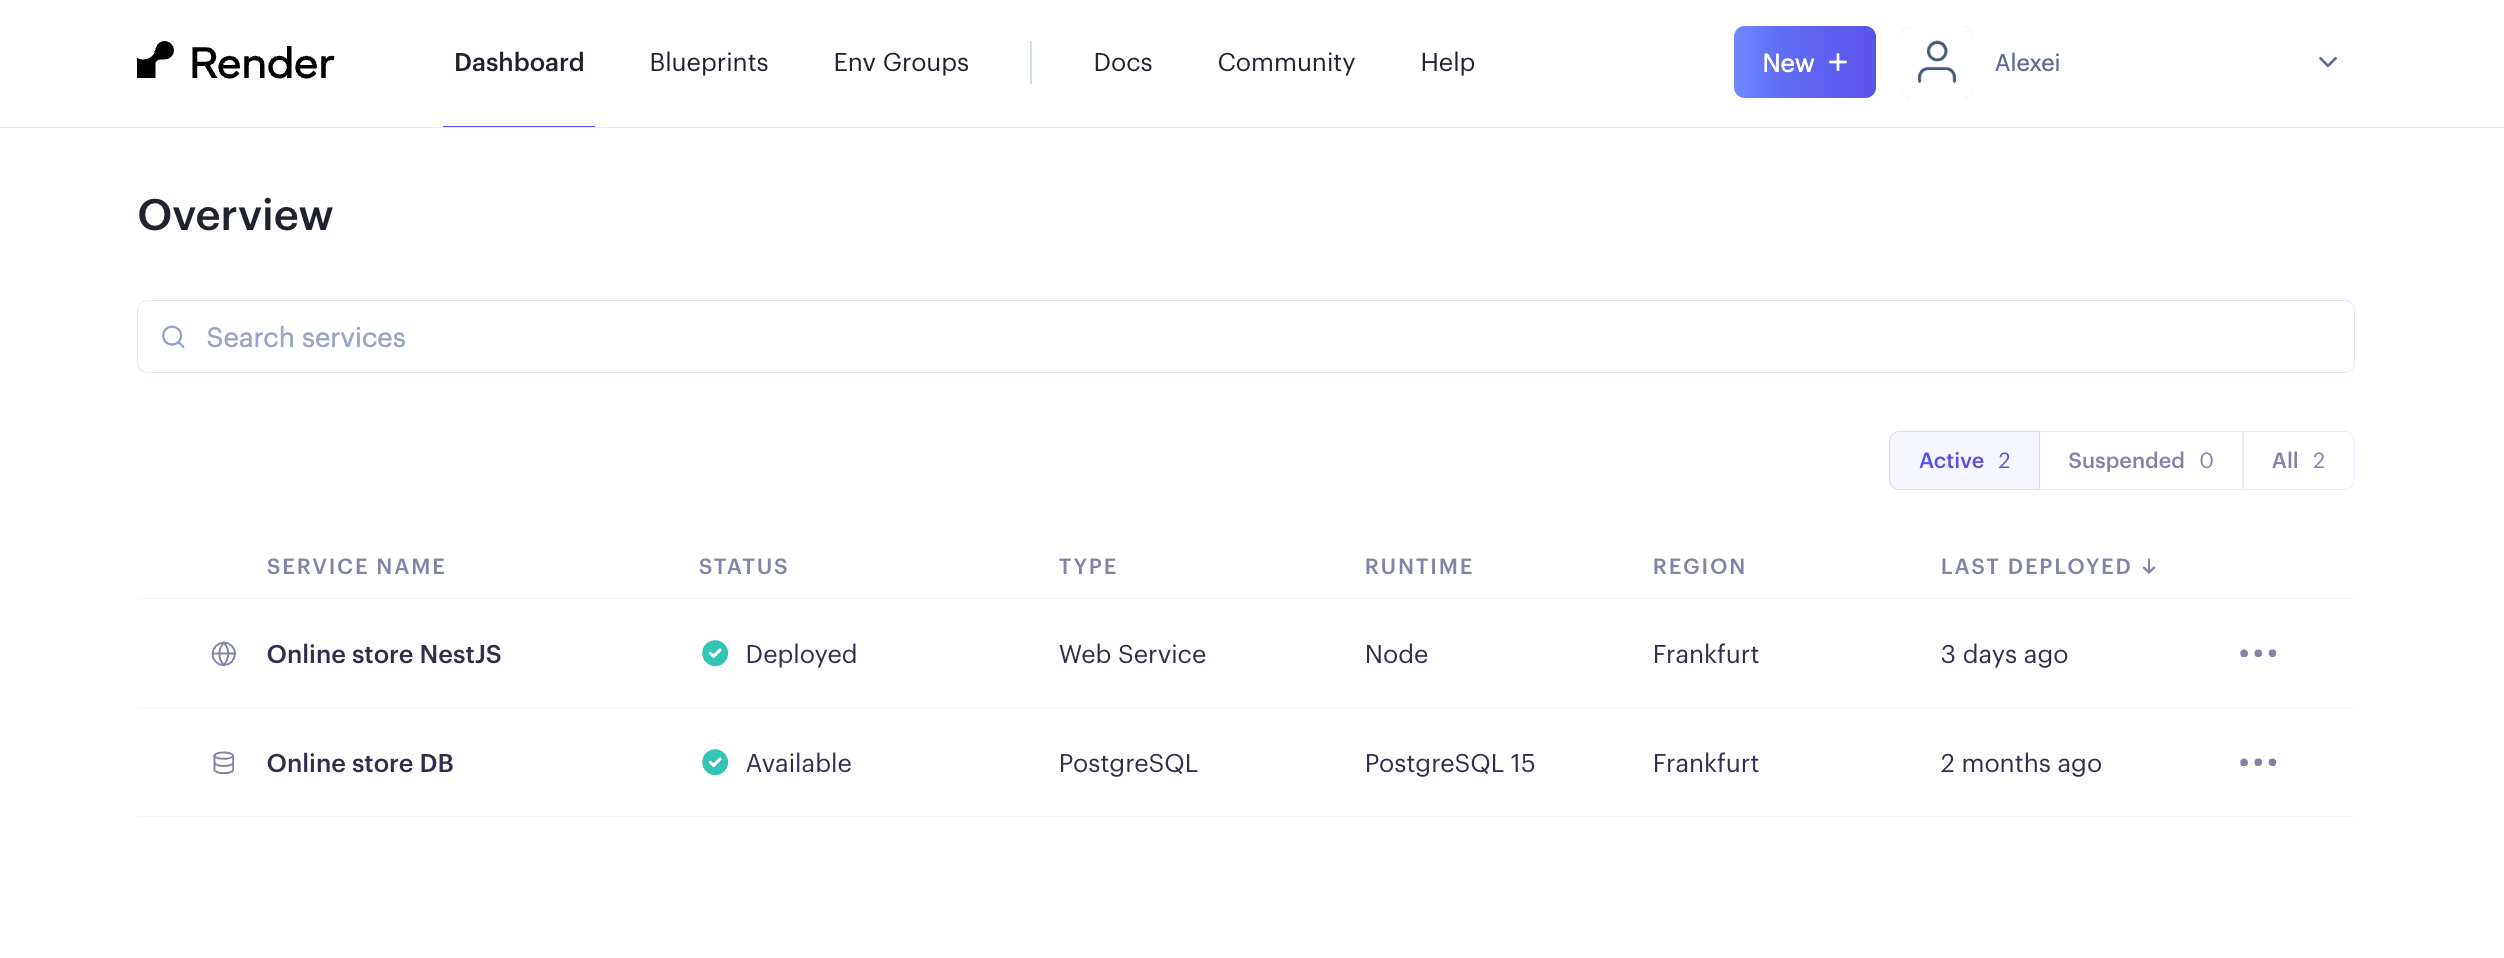 Render Dashboard Blueprints Env Groups Docs Community Help New + Alexei
Overview
Search services
Active 2 Suspended 0 All 2
SERVICE NAME STATUS TYPE RUNTIME REGION LAST DEPLOYED ↓
Online store NestJS Deployed Web Service Node Frankfurt 3 days ago
Online store DB Available PostgreSQL PostgreSQL 15 Frankfurt 2 months ago